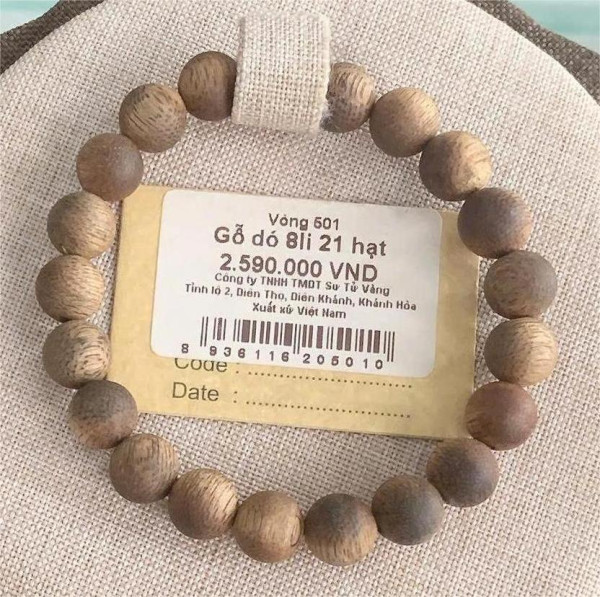 Vòng 501
Gỗ dó 8li 21 hạt
2.590.000 VND
Công ty TNHH TMDT Sư Tử Vàng
Tỉnh lộ 2, Diên Thọ, Diên Khánh, Khánh Hòa
Xuất xứ Việt Nam
8 936116 205010
Code :
Date :